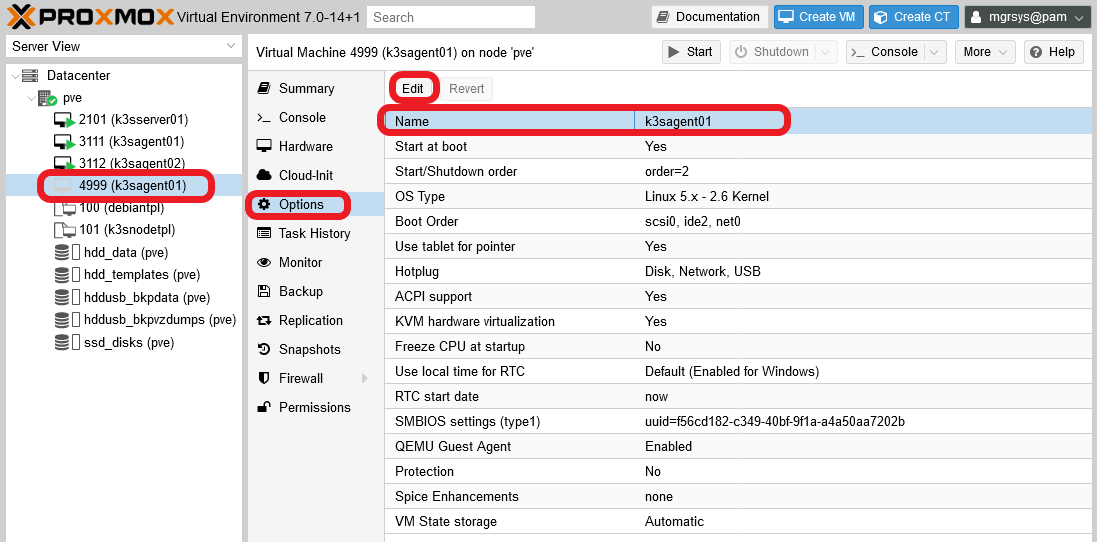 PROXMOX Virtual Environment 7.0-14+1 Search Documentation Create VM Create CT mgrsys@pam
Server View
Datacenter
pve
2101 (k3sserver01)
3111 (k3sagent01)
3112 (k3sagent02)
4999 (k3sagent01)
100 (debiantpl)
101 (k3snodetpl)
hdd_data (pve)
hdd_templates (pve)
hddusb_bkpdata (pve)
hddusb_bkpvzdumps (pve)
ssd_disks (pve)
Virtual Machine 4999 (k3sagent01) on node 'pve' Start Shutdown Console More Help
Summary
Console
Hardware
Cloud-Init
Options
Task History
Monitor
Backup
Replication
Snapshots
Firewall
Permissions
Edit Revert
Name k3sagent01
Start at boot Yes
Start/Shutdown order order=2
OS Type Linux 5.x - 2.6 Kernel
Boot Order scsi0, ide2, net0
Use tablet for pointer Yes
Hotplug Disk, Network, USB
ACPI support Yes
KVM hardware virtualization Yes
Freeze CPU at startup No
Use local time for RTC Default (Enabled for Windows)
RTC start date now
SMBIOS settings (type1) uuid=f56cd182-c349-40bf-9f1a-a4a50aa7202b
QEMU Guest Agent Enabled
Protection No
Spice Enhancements none
VM State storage Automatic